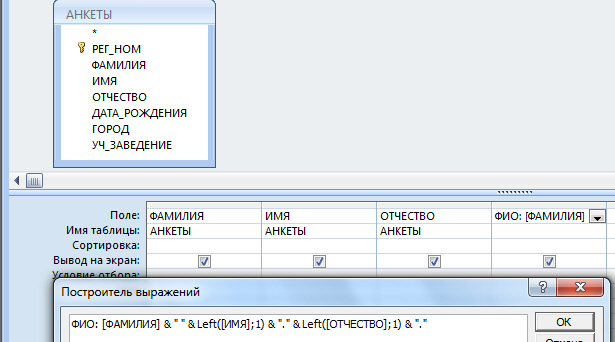 АНКЕТЫ
*
РЕГ_НОМ
ФАМИЛИЯ
ИМЯ
ОТЧЕСТВО
ДАТА_РОЖДЕНИЯ
ГОРОД
УЧ_ЗАВЕДЕНИЕ
Поле: ФАМИЛИЯ ИМЯ ОТЧЕСТВО ФИО: [ФАМИЛИЯ]
Имя таблицы: АНКЕТЫ АНКЕТЫ АНКЕТЫ
Сортировка:
Вывод на экран:
Условие отбора:
Построитель выражений
ФИО: [ФАМИЛИЯ] & " " & Left([ИМЯ];1) & "." & Left([ОТЧЕСТВО];1) & "."
ОК
Отмена